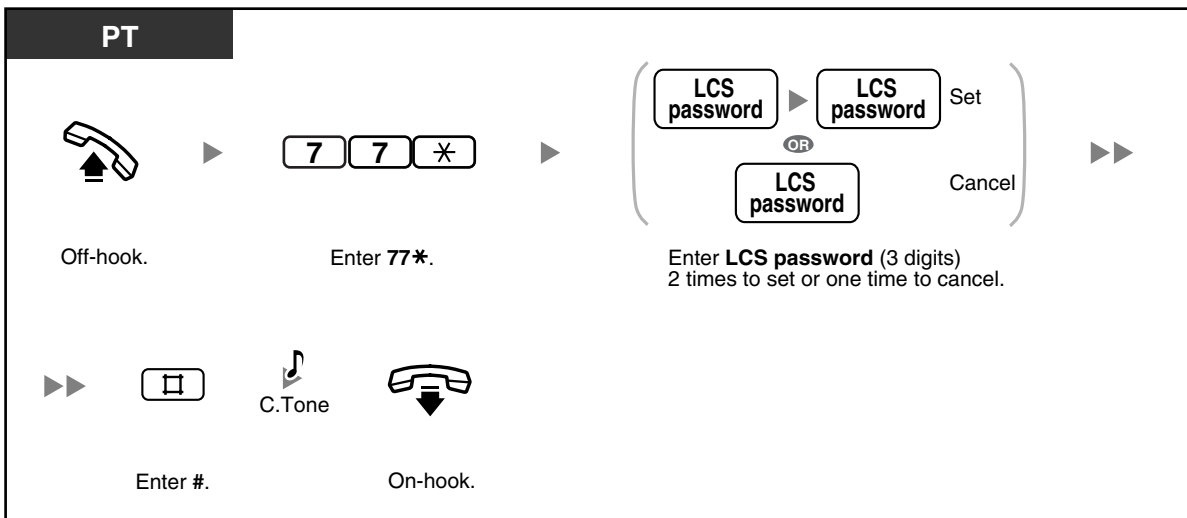 PT
LCS password
LCS password
Set
OR
7 7 *
LCS password
Cancel
Off-hook.
Enter 77*.
Enter LCS password (3 digits)
2 times to set or one time to cancel.
#
C.Tone
Enter #.
On-hook.